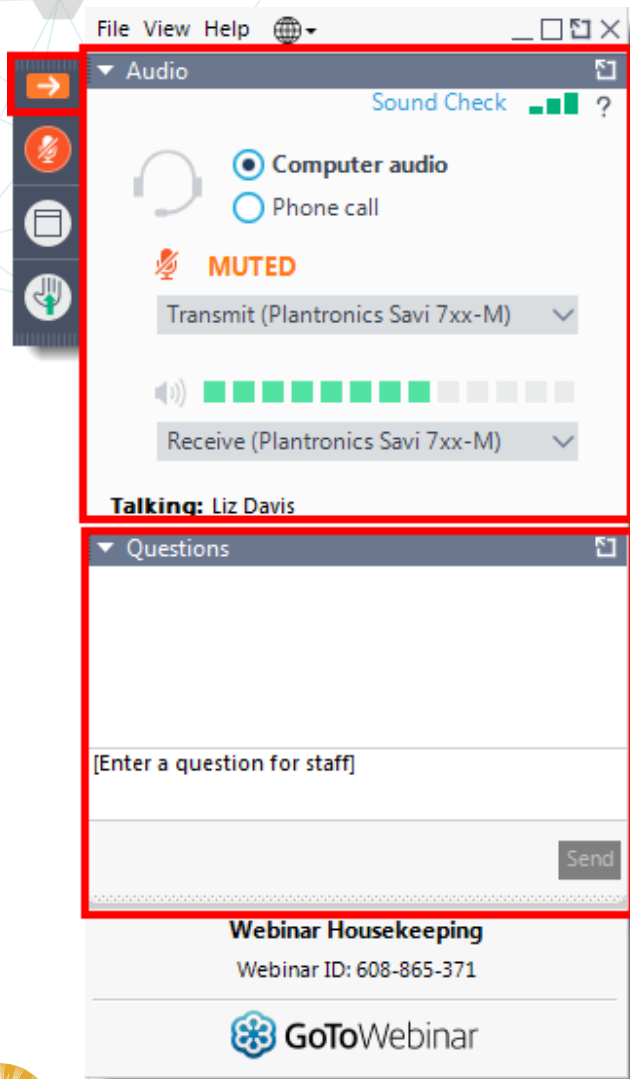 File View Help
Audio
Sound Check ?
Computer audio
Phone call
MUTED
Transmit (Plantronics Savi 7xx-M)
Receive (Plantronics Savi 7xx-M)
Talking: Liz Davis
Questions
[Enter a question for staff]
Send
Webinar Housekeeping
Webinar ID: 608-865-371
GoToWebinar